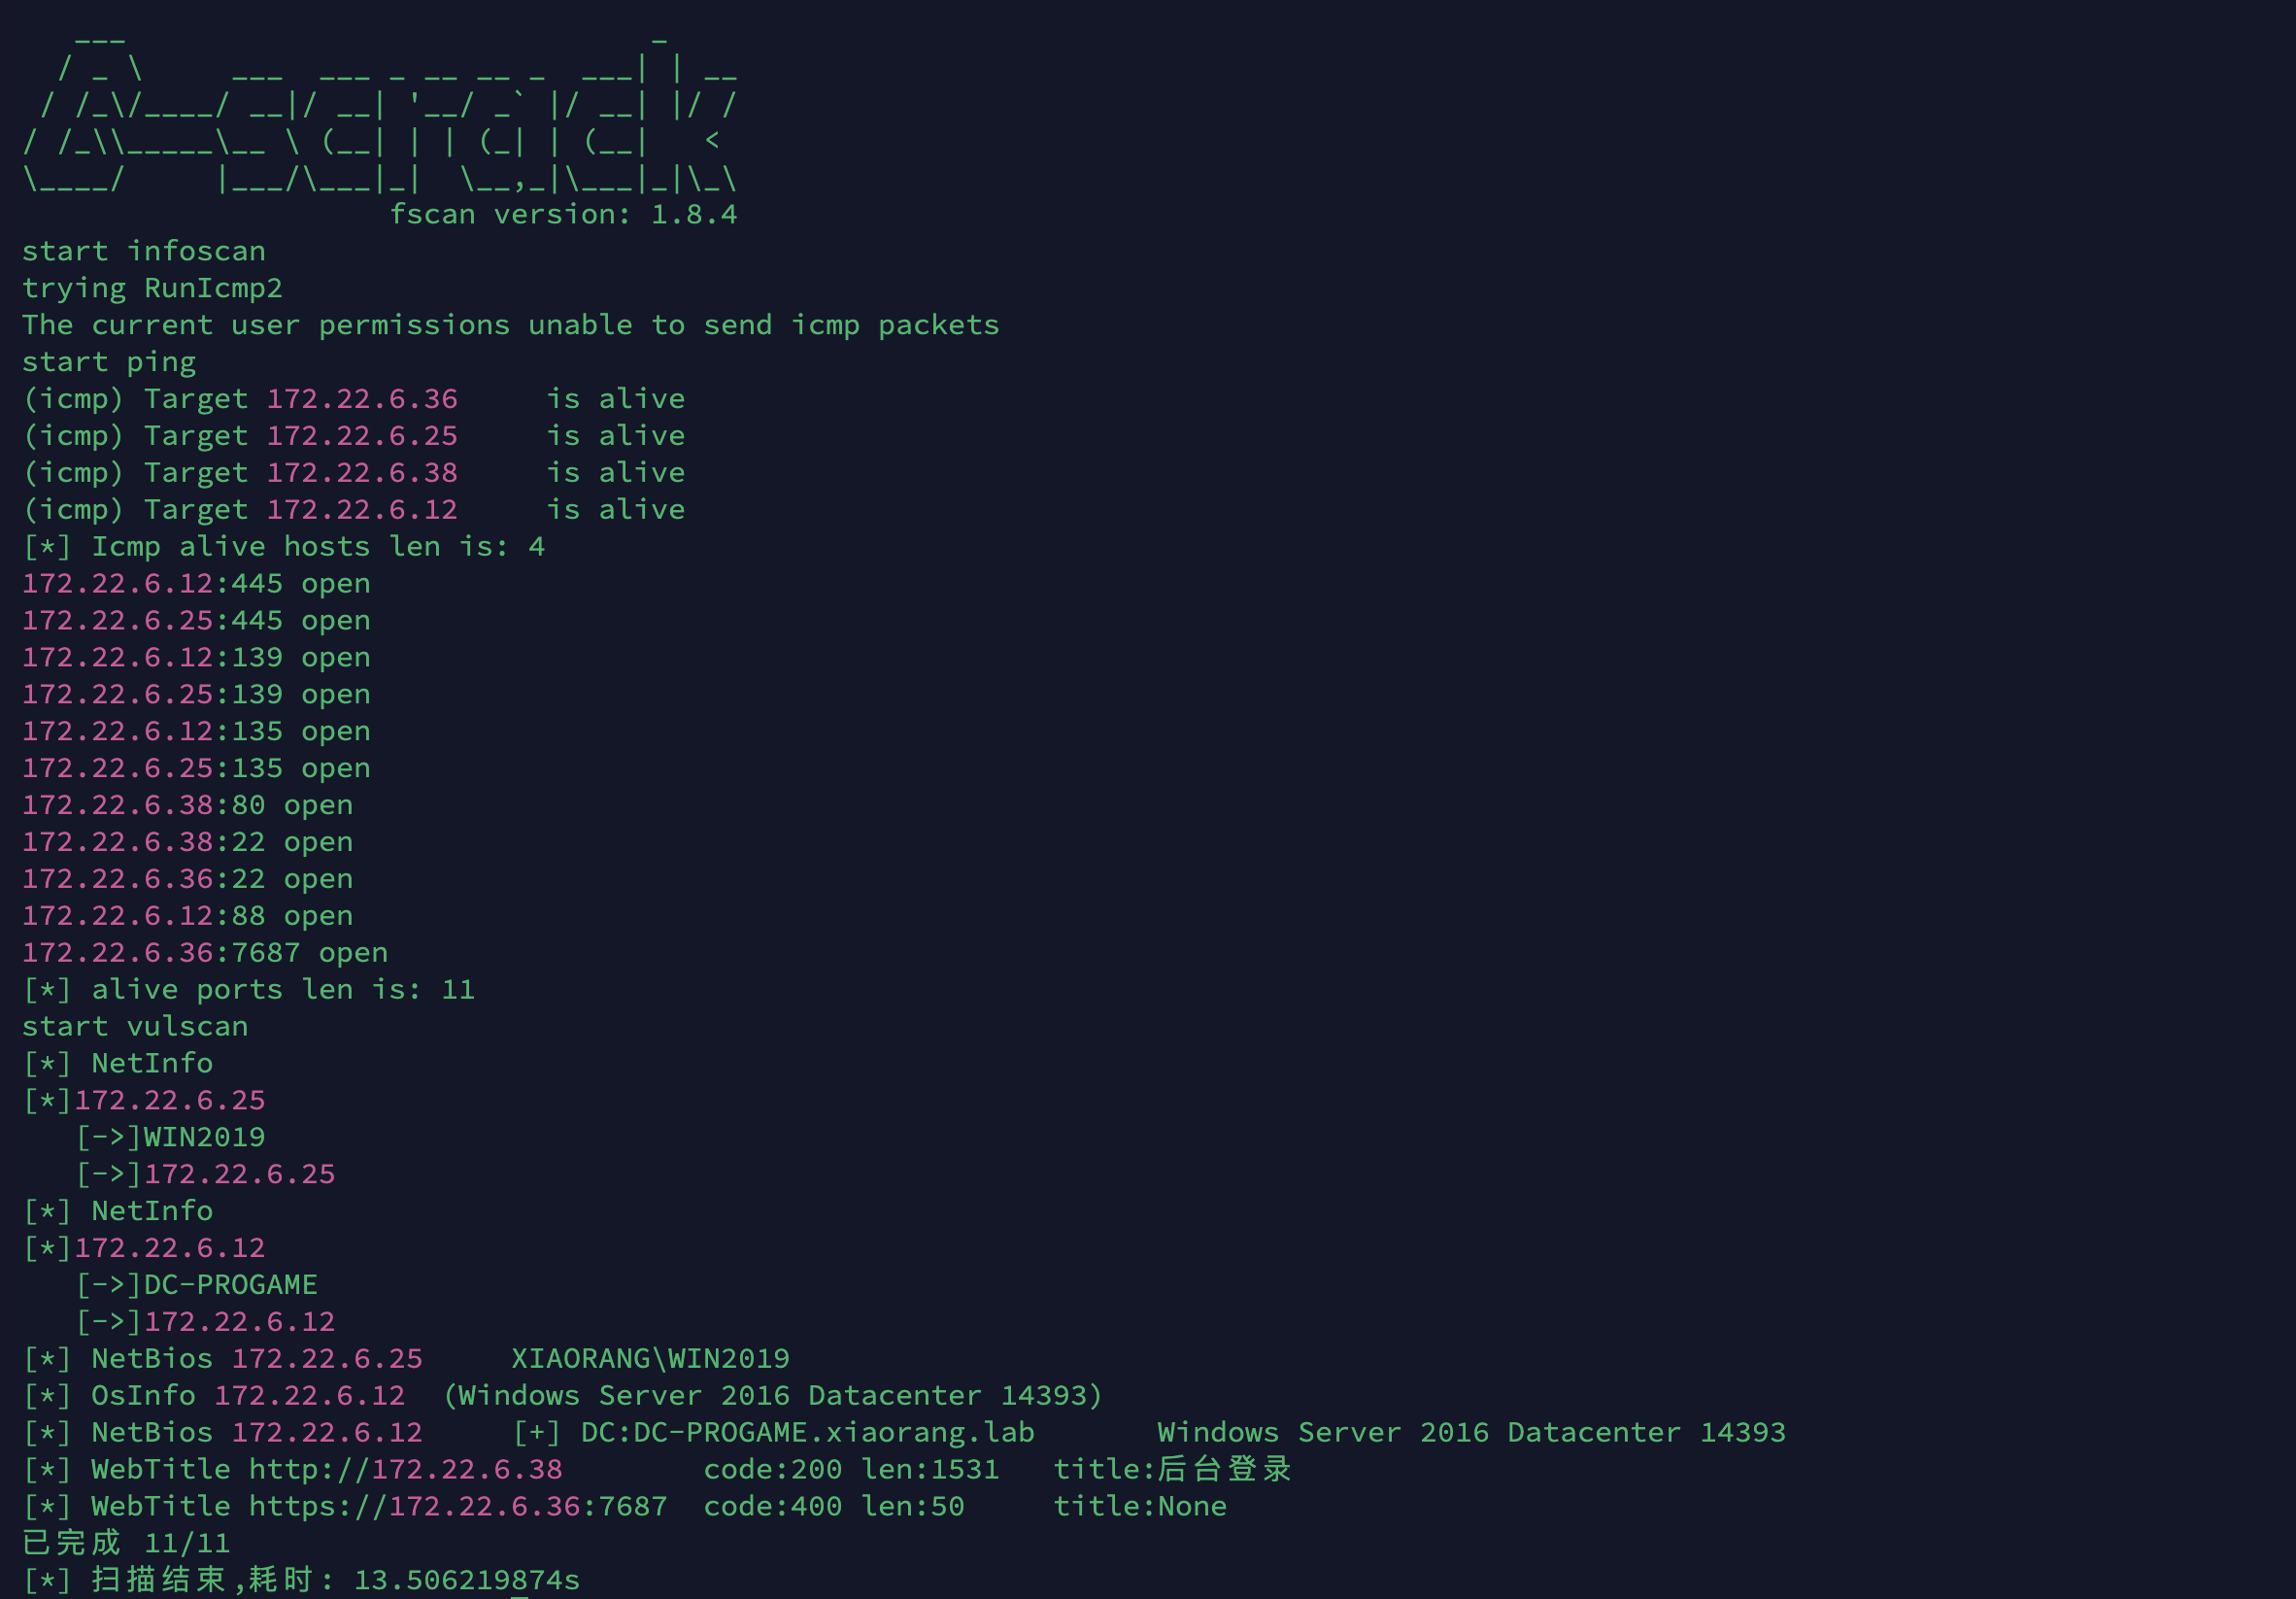 ___                              _
  / _ \     ___  ___ _ __ __ _  ___| | __
 / /_\/____/ __|/ __| '__/ _` |/ __| |/ /
/ /_\\_____\__ \ (__| | | (_| | (__|   <
\____/     |___/\___|_|  \__,_|\___|_|\_\
                     fscan version: 1.8.4
start infoscan
trying RunIcmp2
The current user permissions unable to send icmp packets
start ping
(icmp) Target 172.22.6.36     is alive
(icmp) Target 172.22.6.25     is alive
(icmp) Target 172.22.6.38     is alive
(icmp) Target 172.22.6.12     is alive
[*] Icmp alive hosts len is: 4
172.22.6.12:445 open
172.22.6.25:445 open
172.22.6.12:139 open
172.22.6.25:139 open
172.22.6.12:135 open
172.22.6.25:135 open
172.22.6.38:80 open
172.22.6.38:22 open
172.22.6.36:22 open
172.22.6.12:88 open
172.22.6.36:7687 open
[*] alive ports len is: 11
start vulscan
[*] NetInfo
[*]172.22.6.25
   [->]WIN2019
   [->]172.22.6.25
[*] NetInfo
[*]172.22.6.12
   [->]DC-PROGAME
   [->]172.22.6.12
[*] NetBios 172.22.6.25     XIAORANG\WIN2019
[*] OsInfo 172.22.6.12  (Windows Server 2016 Datacenter 14393)
[*] NetBios 172.22.6.12     [+] DC:DC-PROGAME.xiaorang.lab       Windows Server 2016 Datacenter 14393
[*] WebTitle http://172.22.6.38        code:200 len:1531   title:后台登录
[*] WebTitle https://172.22.6.36:7687  code:400 len:50     title:None
已完成 11/11
[*] 扫描结束,耗时: 13.506219874s